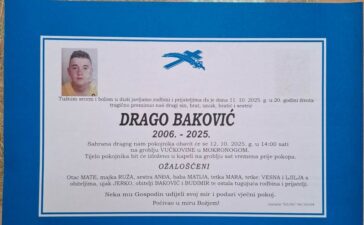 Tužnim srcem i bolom u duši javljamo rodbini i prijateljima da je dana 11. 10. 2025. g. u 20. godini života
tragično preminuo naš dragi sin, brat, unuk, bratić i sestrić
DRAGO BAKOVIĆ
2006. - 2025.
Sahrana dragog nam pokojnika obavit će se 12. 10. 2025. g. u 14:00 sati
na groblju VUČKOVINE u MOKRONOGAM.
Tijelo pokojnika bit će izloženo u kapeli na groblju sat vremena prije pokopa.
OŽALOŠĆENI
Otac MATE, majka RUŽA, sestra ANĐA, baba MATIJA, tetka MARA, tetke: VESNA i LJILJA s
obiteljima, ujak JERKO, obitelji BAKOVIĆ i BUDIMIR te ostala tugujuća rodbina i prijatelji.
Neka mu Gospodin udijeli svoj mir i podari vječni pokoj.
Počivao u miru Božjem!